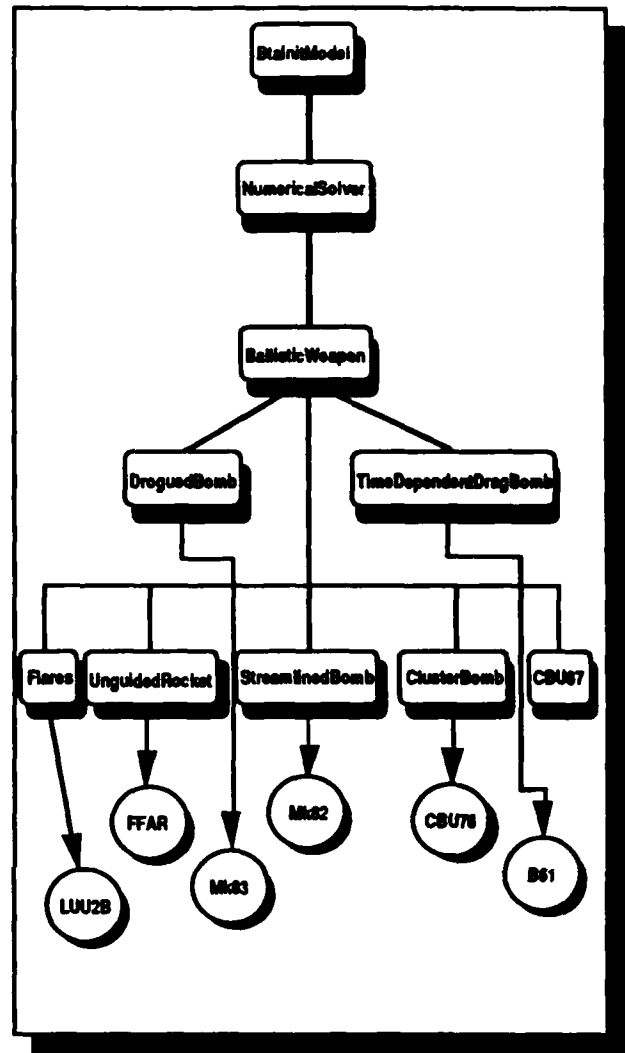 BtaInitModel
NumericalSolver
BallisticWeapon
DroguedBomb
TimeDependentDragBomb
Flares
UnguidedRocket
StreamlinedBomb
ClusterBomb
CBU87
FFAR
Mk82
CBU76
B61
Mk83
LUU2B